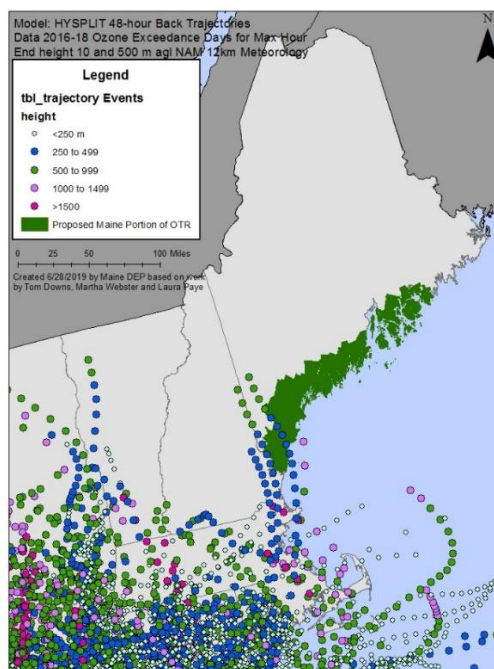 Model: HYSPLIT 48-hour Back Trajectories
Data 2016-18 Ozone Exceedance Days for Max Hour
End height 10 and 500 m agl NAM 12km Meteorology
Legend
tbl_trajectory Events
height
<250 m
250 to 499
500 to 999
1000 to 1499
>1500
Proposed Maine Portion of OTR
0 25 50 100 Miles
Created 6/28/2019 by Maine DEP based on work
by Tom Downs, Martha Webster and Laura Paye